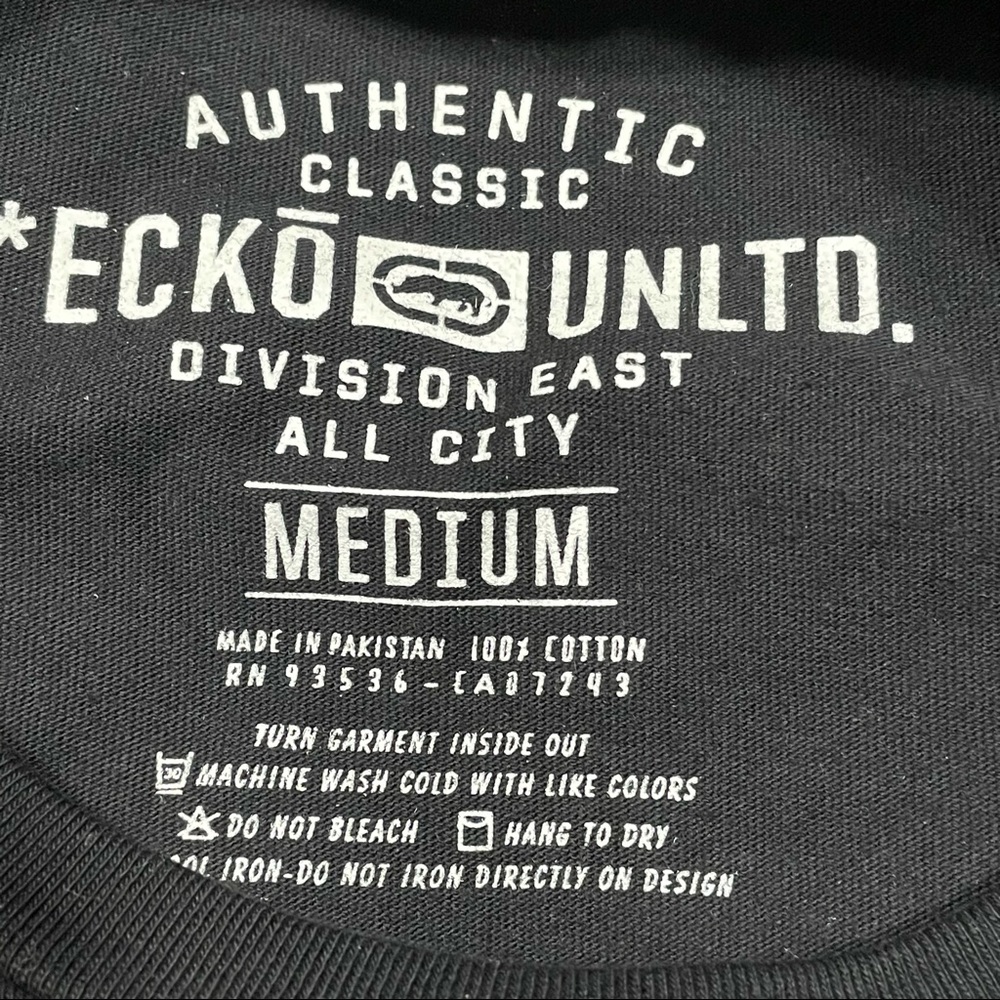 AUTHENTIC
CLASSIC
*ECKŌ UNLTD.
DIVISION EAST
ALL CITY
MEDIUM
MADE IN PAKISTAN 100% COTTON
RN 93536-CA07243
TURN GARMENT INSIDE OUT
30 MACHINE WASH COLD WITH LIKE COLORS
DO NOT BLEACH HANG TO DRY
IRON-DO NOT IRON DIRECTLY ON DESIGN